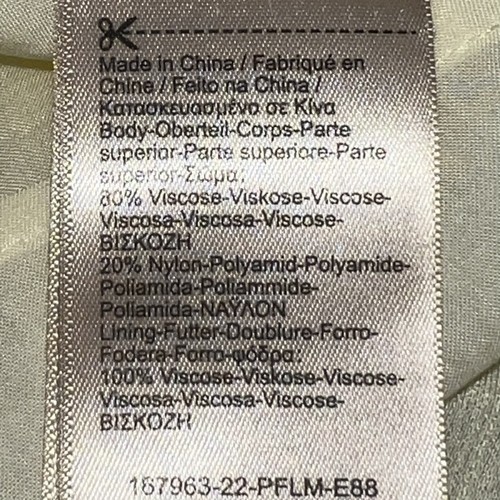 Made in China / Fabriqué en
Chine / Feito na China /
Κατασκευασμένο σε Κίνα
Body-Oberteil-Corps-Parte
superior-Parte superiore-Parte
superior-Σωμα:
80% Viscose-Viskose-Viscose-
Viscosa-Viscosa-Viscose-
ΒΙΣΚΟΖΗ
20% Nylon-Polyamid-Polyamide-
Poliamida-Poliammide-
Poliamida-ΝΑΫΛΟΝ
Lining-Futter-Doublure-Forro-
Fodera-Forro-φόδρα:
100% Viscose-Viskose-Viscose-
Viscosa-Viscosa-Viscose-
ΒΙΣΚΟΖΗ
167963-22-PFLM-E88